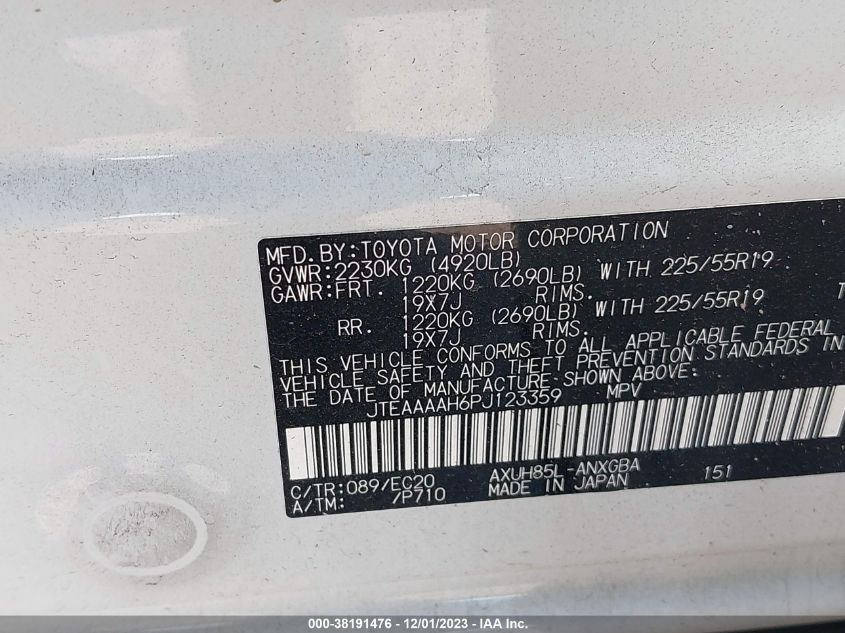 MFD. BY: TOYOTA MOTOR CORPORATION
GVWR: 2230KG (4920LB)
GAWR: FRT. 1220KG (2690LB) WITH 225/55R19
19X7J RIMS.
RR. 1220KG (2690LB) WITH 225/55R19
19X7J RIMS.
THIS VEHICLE CONFORMS TO ALL APPLICABLE FEDERAL
VEHICLE SAFETY AND THEFT PREVENTION STANDARDS IN
THE DATE OF MANUFACTURE SHOWN ABOVE:
JTEAAAAH6PJ123359 MPV
C/TR: 089/EC20 AXUH85L-ANXGBA 151
A/TM: /P710 MADE IN JAPAN
000-38191476 - 12/01/2023 - IAA Inc.